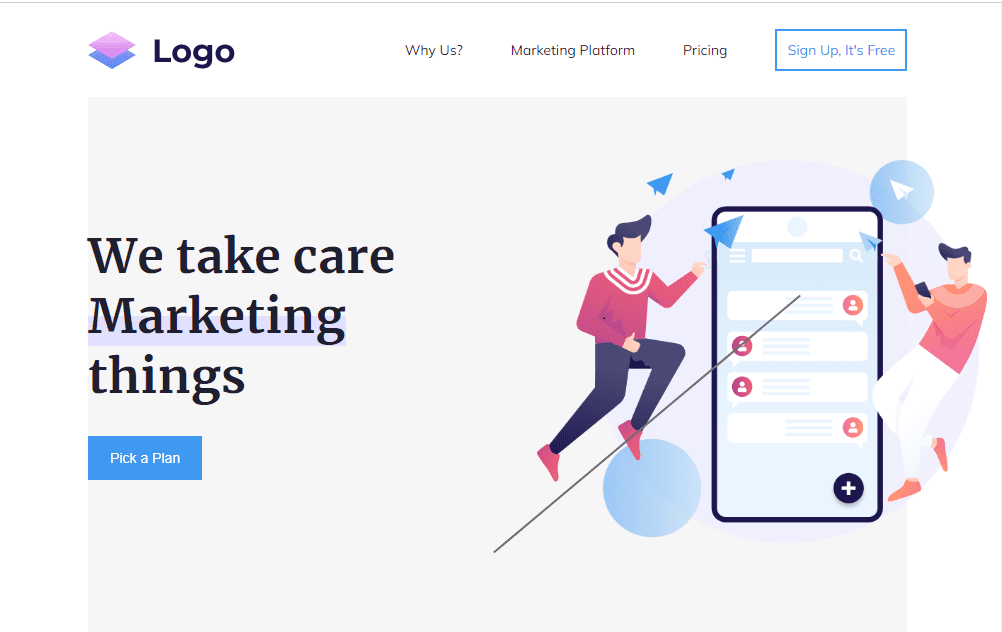 Logo
Why Us?
Marketing Platform
Pricing
Sign Up, It's Free
We take care
Marketing
things
Pick a Plan